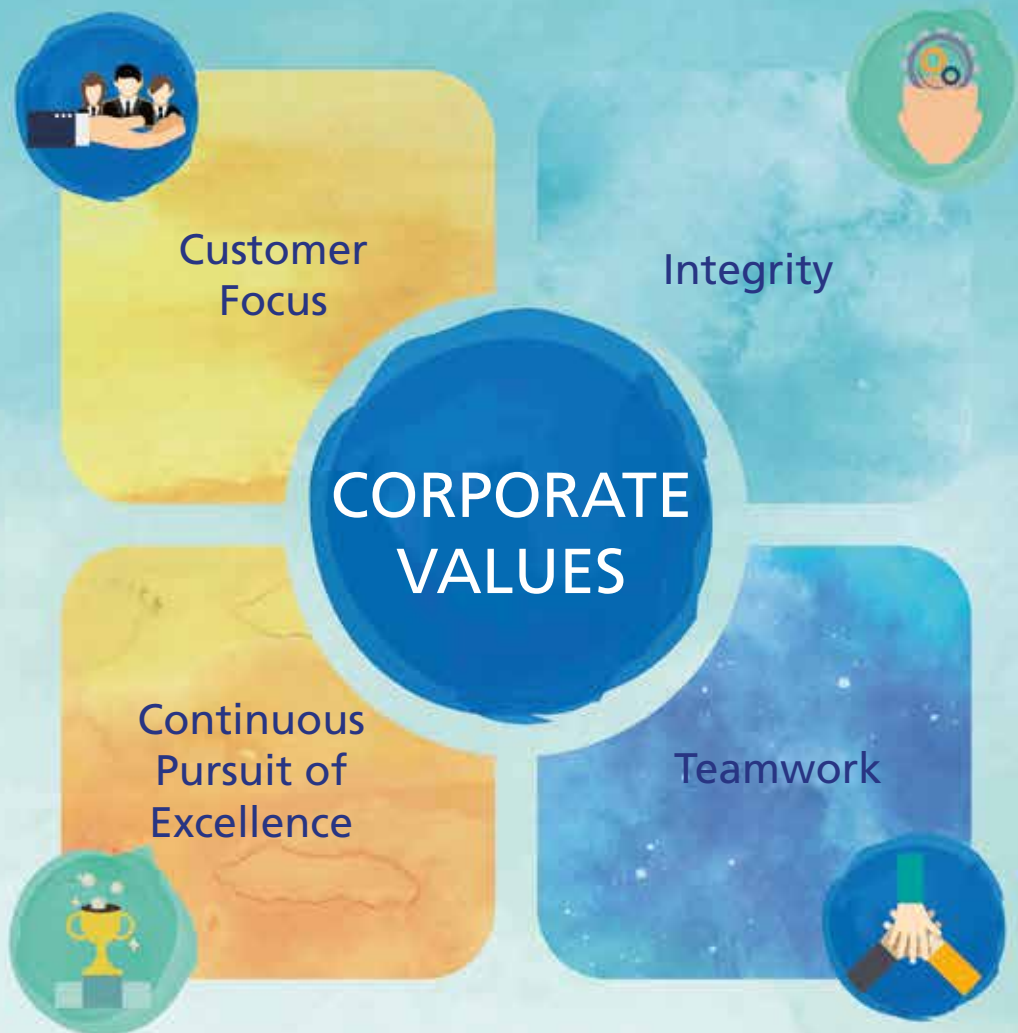 Customer
Focus
Integrity
CORPORATE
VALUES
Continuous
Pursuit of
Excellence
Teamwork